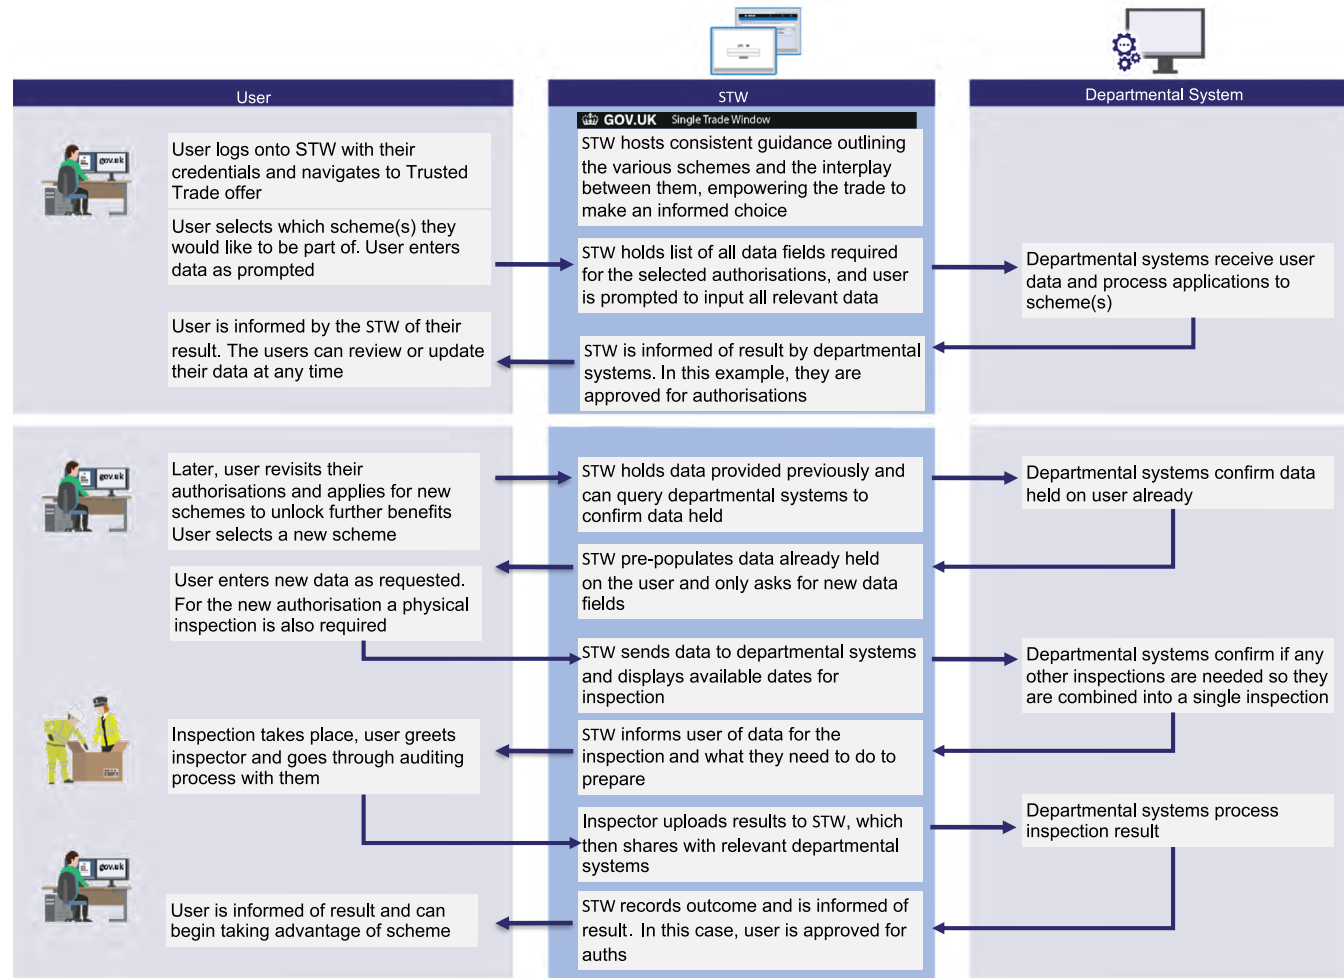 User
STW
Departmental System
GOV.UK Single Trade Window
gov.uk
User logs onto STW with their
credentials and navigates to Trusted
Trade offer
STW hosts consistent guidance outlining
the various schemes and the interplay
between them, empowering the trade to
make an informed choice
User selects which scheme(s) they
would like to be part of. User enters
data as prompted
STW holds list of all data fields required
for the selected authorisations, and user
is prompted to input all relevant data
Departmental systems receive user
data and process applications to
scheme(s)
User is informed by the STW of their
result. The users can review or update
their data at any time
STW is informed of result by departmental
systems. In this example, they are
approved for authorisations
gov.uk
Later, user revisits their
authorisations and applies for new
schemes to unlock further benefits
User selects a new scheme
STW holds data provided previously and
can query departmental systems to
confirm data held
Departmental systems confirm data
held on user already
STW pre-populates data already held
on the user and only asks for new data
fields
User enters new data as requested.
For the new authorisation a physical
inspection is also required
STW sends data to departmental systems
and displays available dates for
inspection
Departmental systems confirm if any
other inspections are needed so they
are combined into a single inspection
Inspection takes place, user greets
inspector and goes through auditing
process with them
STW informs user of data for the
inspection and what they need to do to
prepare
Inspector uploads results to STW, which
then shares with relevant departmental
systems
Departmental systems process
inspection result
gov.uk
User is informed of result and can
begin taking advantage of scheme
STW records outcome and is informed of
result. In this case, user is approved for
auths